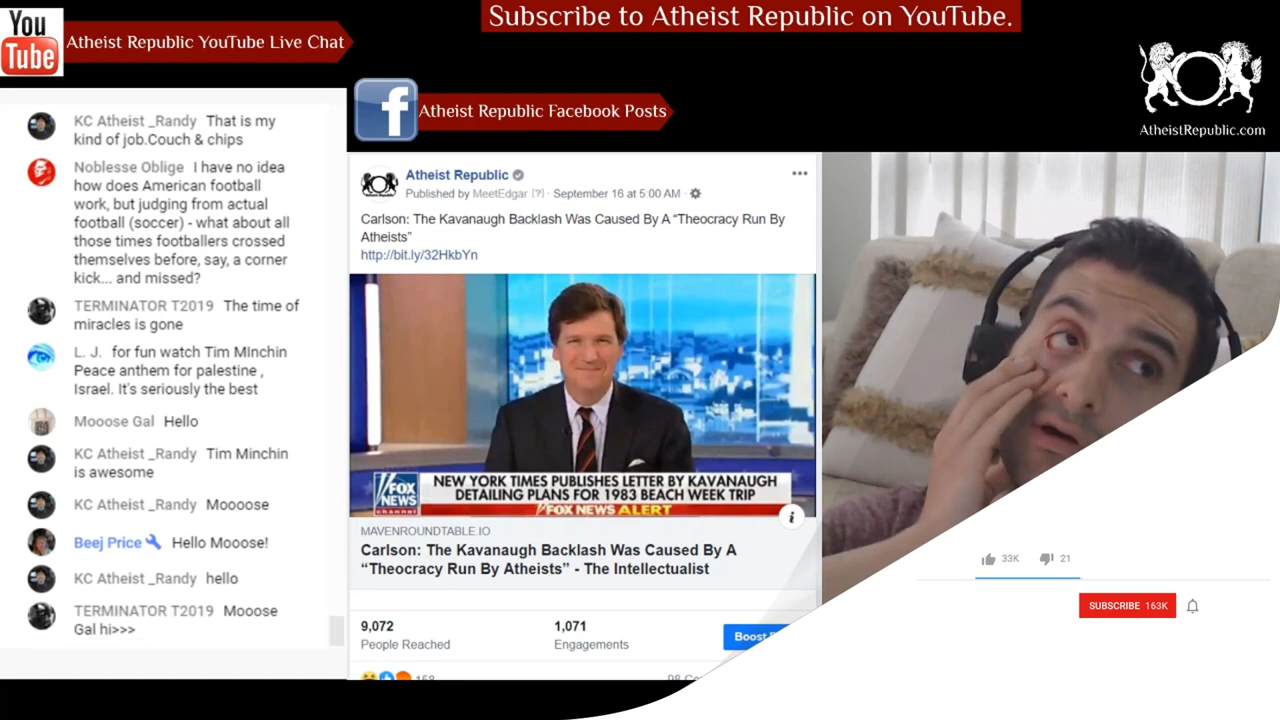 Subscribe to Atheist Republic on YouTube.
You
Tube
Atheist Republic YouTube Live Chat
Atheist Republic Facebook Posts
AtheistRepublic.com
KC Atheist _Randy That is my
kind of job.Couch & chips
Noblesse Oblige I have no idea
how does American football
work, but judging from actual
football (soccer) - what about all
those times footballers crossed
themselves before, say, a corner
kick... and missed?
TERMINATOR T2019 The time of
miracles is gone
L. J. for fun watch Tim MInchin
Peace anthem for palestine ,
Israel. It's seriously the best
Mooose Gal Hello
KC Atheist _Randy Tim Minchin
is awesome
KC Atheist _Randy Moooose
Beej Price Hello Mooose!
KC Atheist _Randy hello
TERMINATOR T2019 Mooose
Gal hi>>>
Atheist Republic
Published by MeetEdgar [?] · September 16 at 5:00 AM ·
Carlson: The Kavanaugh Backlash Was Caused By A “Theocracy Run By
Atheists”
http://bit.ly/32HkbYn
FOX
NEWS
channel
NEW YORK TIMES PUBLISHES LETTER BY KAVANAUGH
DETAILING PLANS FOR 1983 BEACH WEEK TRIP
FOX NEWS ALERT
MAVENROUNDTABLE.IO
Carlson: The Kavanaugh Backlash Was Caused By A
“Theocracy Run By Atheists” - The Intellectualist
9,072
People Reached
1,071
Engagements
Boost
158
33K
21
SUBSCRIBE 163K